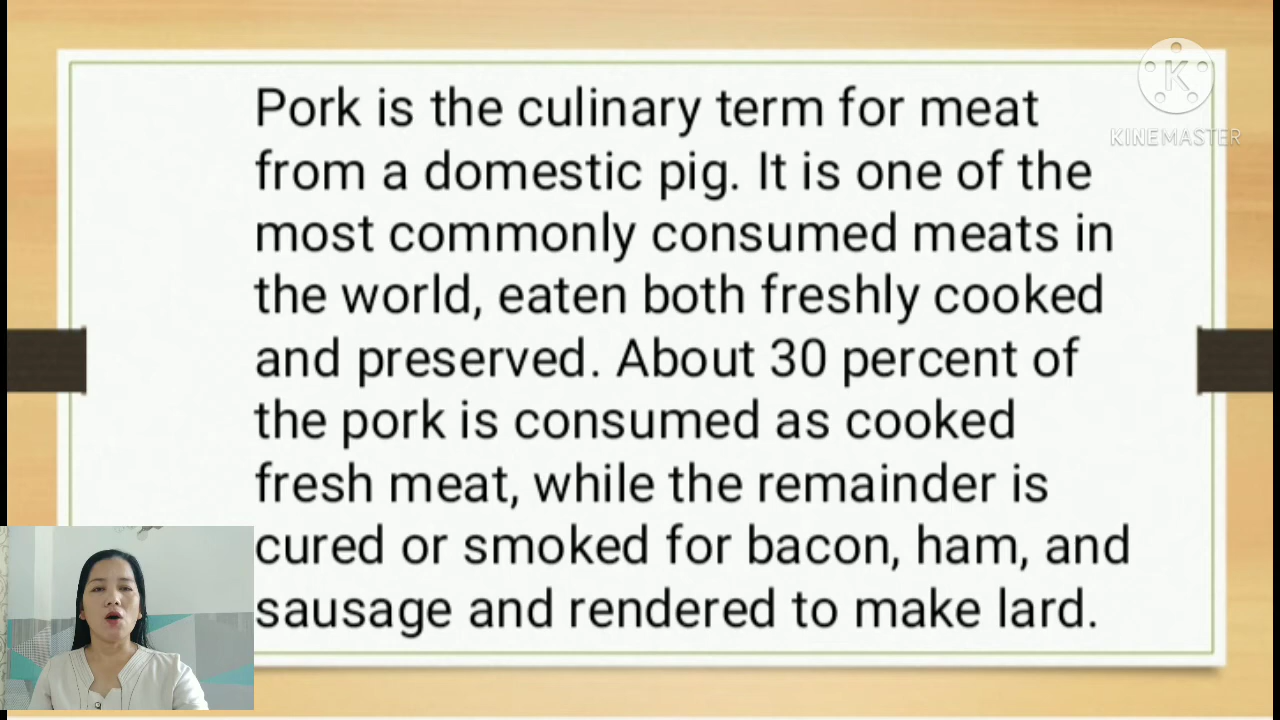 Pork is the culinary term for meat
from a domestic pig. It is one of the
most commonly consumed meats in
the world, eaten both freshly cooked
and preserved. About 30 percent of
the pork is consumed as cooked
fresh meat, while the remainder is
cured or smoked for bacon, ham, and
sausage and rendered to make lard.
K
KINEMASTER